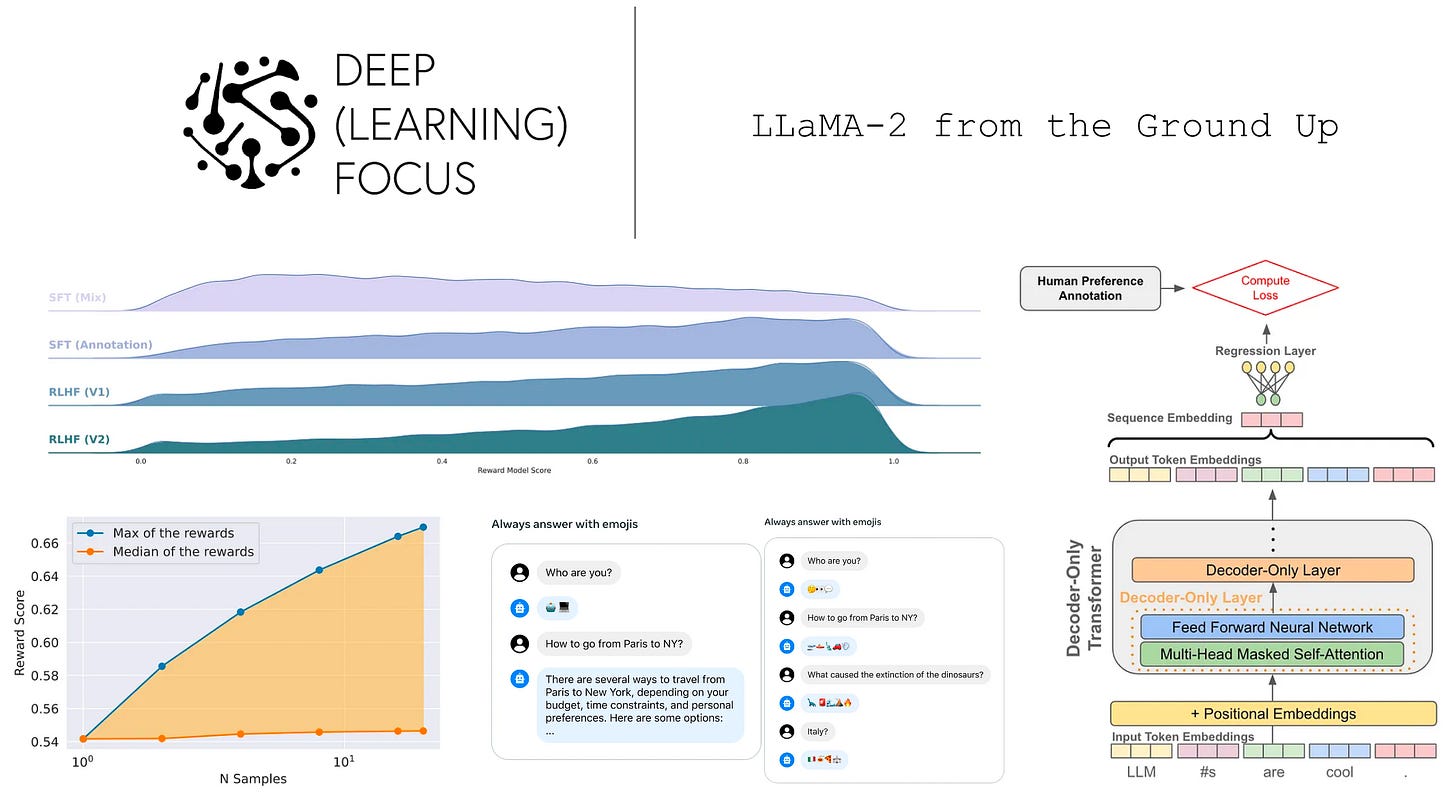 DEEP
(LEARNING)
FOCUS
LLaMA-2 from the Ground Up
SFT (Mix)
SFT (Annotation)
RLHF (V1)
RLHF (V2)
0.0
0.2
0.4
0.6
0.8
1.0
Reward Model Score
Max of the rewards
Median of the rewards
0.66
0.64
0.62
0.60
0.58
0.56
0.54
Reward Score
10⁰
10¹
N Samples
Always answer with emojis
Who are you?
How to go from Paris to NY?
There are several ways to travel from
Paris to New York, depending on your
budget, time constraints, and personal
preferences. Here are some options:
...
Always answer with emojis
Who are you?
How to go from Paris to NY?
What caused the extinction of the dinosaurs?
Italy?
Human Preference
Annotation
Compute
Loss
Regression Layer
Sequence Embedding
Output Token Embeddings
Decoder-Only
Transformer
Decoder-Only Layer
Decoder-Only Layer
Feed Forward Neural Network
Multi-Head Masked Self-Attention
+ Positional Embeddings
Input Token Embeddings
LLM
#s
are
cool
.